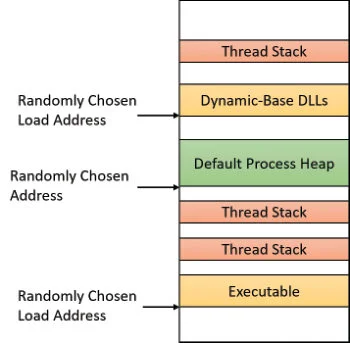 Thread Stack
Randomly Chosen
Load Address
Dynamic-Base DLLs
Default Process Heap
Randomly Chosen
Address
Thread Stack
Thread Stack
Executable
Randomly Chosen
Load Address